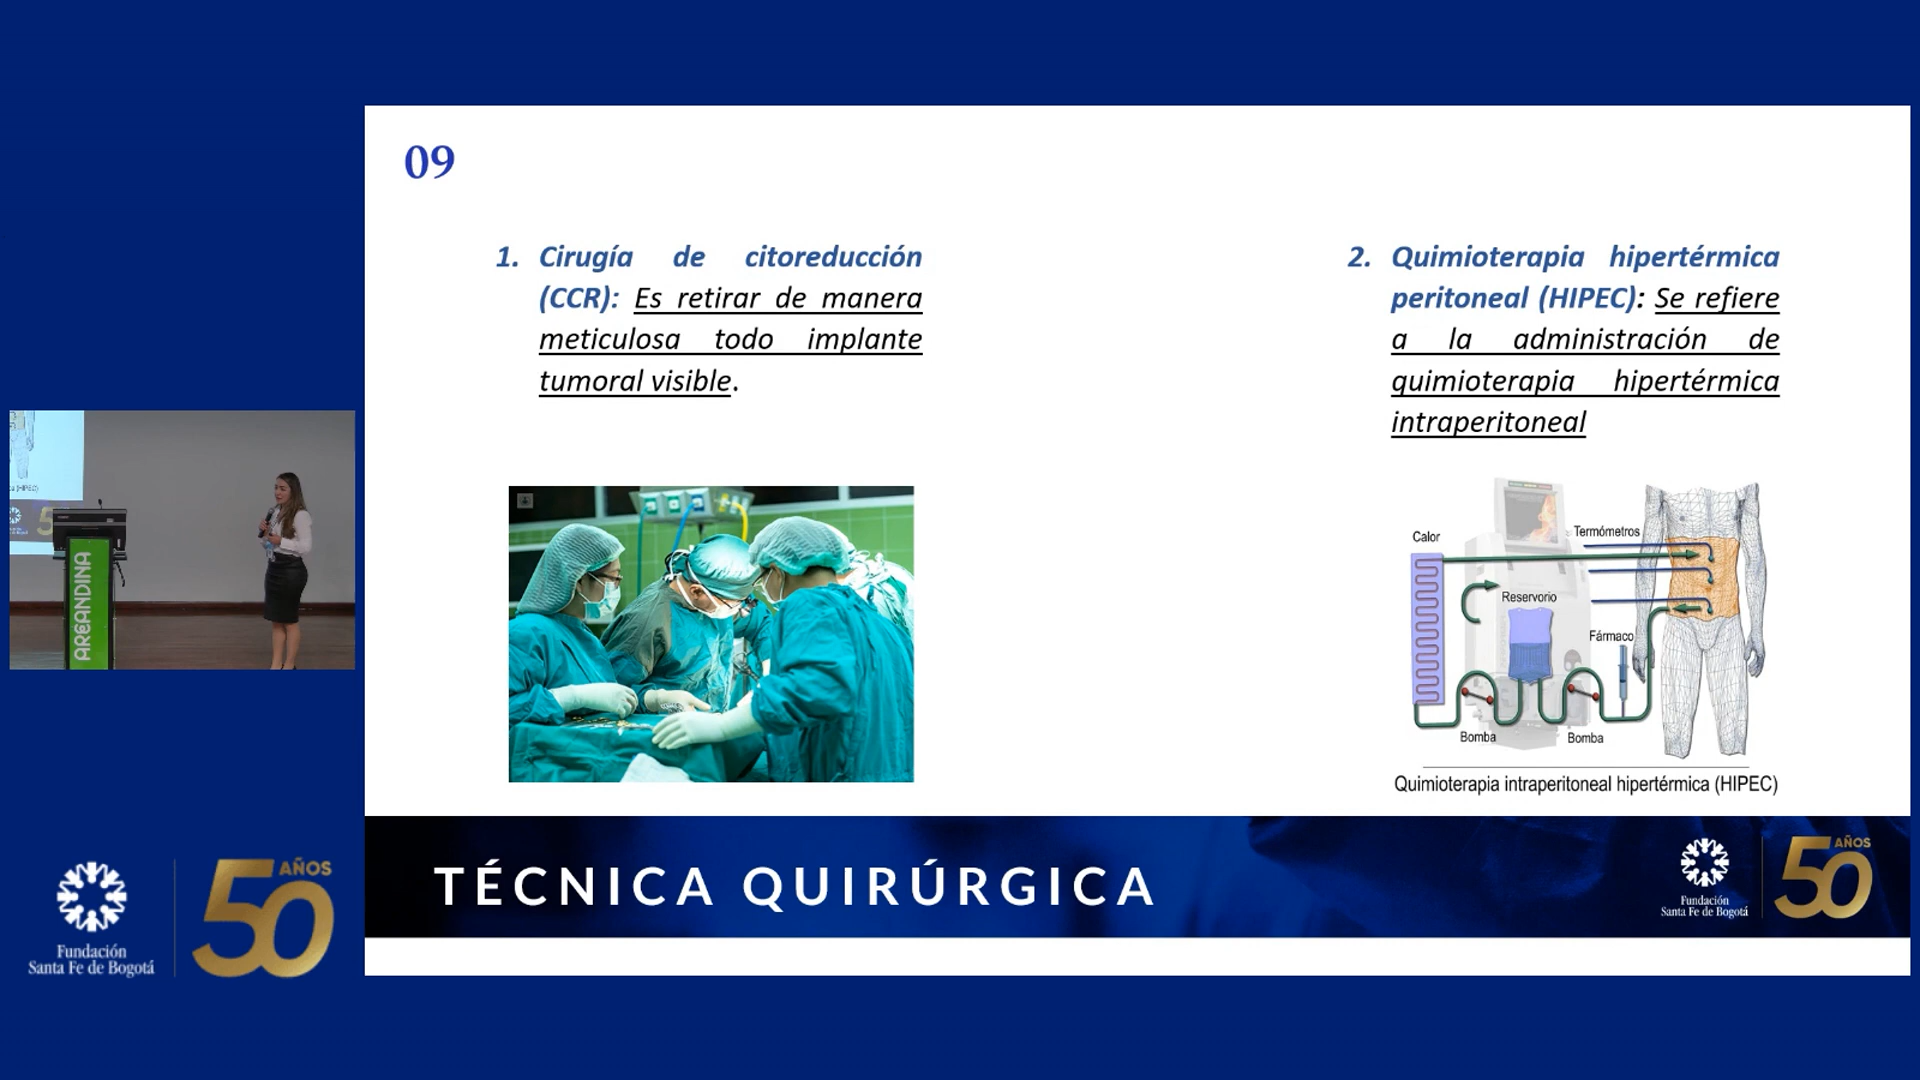 09
1. Cirugía de citoreducción
(CCR): Es retirar de manera
meticulosa todo implante
tumoral visible.
2. Quimioterapia hipertérmica
peritoneal (HIPEC): Se refiere
a la administración de
quimioterapia hipertérmica
intraperitoneal
Calor
Termómetros
Reservorio
Fármaco
Bomba
Bomba
Quimioterapia intraperitoneal hipertérmica (HIPEC)
TÉCNICA QUIRÚRGICA
Fundación
Santa Fe de Bogotá
50 AÑOS
AREANDINA
Fundación
Santa Fe de Bogotá
50 AÑOS